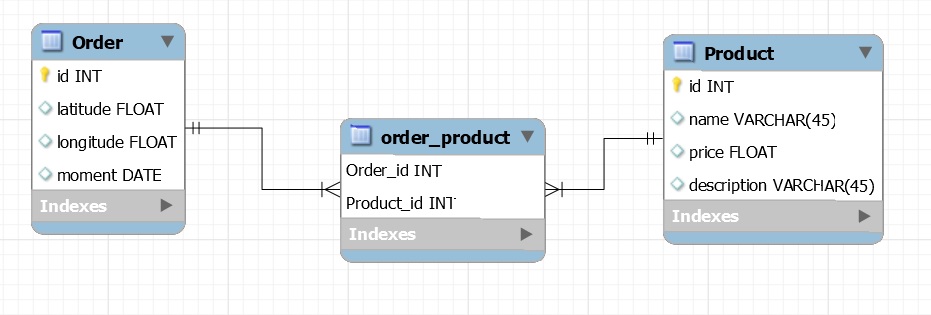 Order
id INT
latitude FLOAT
longitude FLOAT
moment DATE
Indexes
order_product
Order_id INT
Product_id INT
Indexes
Product
id INT
name VARCHAR(45)
price FLOAT
description VARCHAR(45)
Indexes